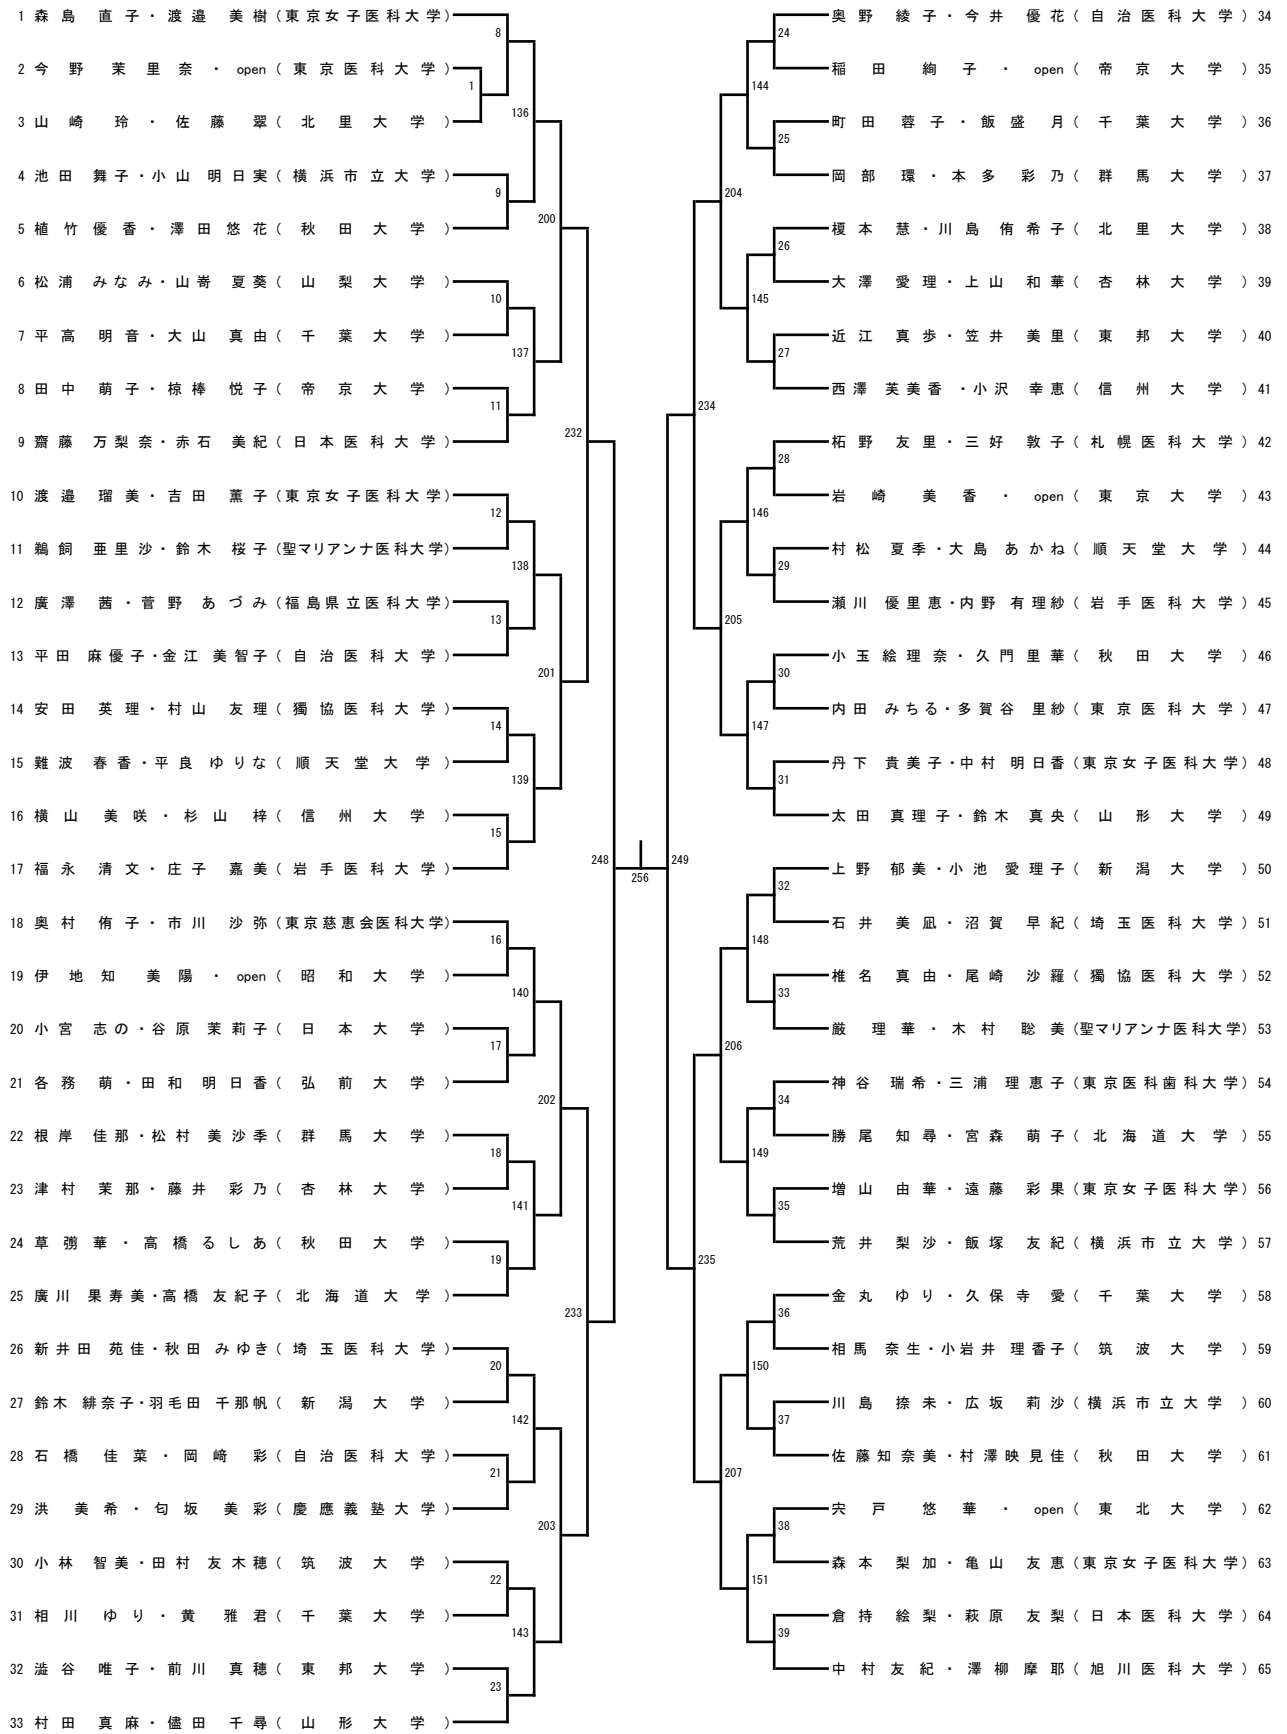 1 森島 直子・渡邉 美樹(東京女子医科大学)
2 今野 茉里奈・open(東京医科大学)
3 山崎 玲・佐藤 翠(北里大学)
4 池田 舞子・小山 明日実(横浜市立大学)
5 植竹優香・澤田悠花(秋田大学)
6 松浦 みなみ・山嵜 夏葵(山梨大学)
7 平高 明音・大山 真由(千葉大学)
8 田中 萌子・椋棒 悦子(帝京大学)
9 齋藤 万梨奈・赤石 美紀(日本医科大学)
10 渡邉 瑠美・吉田 薫子(東京女子医科大学)
11 鵜飼 亜里沙・鈴木 桜子(聖マリアンナ医科大学)
12 廣澤 茜・菅野 あづみ(福島県立医科大学)
13 平田 麻優子・金江 美智子(自治医科大学)
14 安田 英理・村山 友理(獨協医科大学)
15 難波 春香・平良 ゆりな(順天堂大学)
16 横山 美咲・杉山 梓(信州大学)
17 福永 清文・庄子 嘉美(岩手医科大学)
18 奥村 侑子・市川 沙弥(東京慈恵会医科大学)
19 伊地知 美陽・open(昭和大学)
20 小宮 志の・谷原 茉莉子(日本大学)
21 各務 萌・田和 明日香(弘前大学)
22 根岸 佳那・松村 美沙季(群馬大学)
23 津村 茉那・藤井 彩乃(杏林大学)
24 草彅華・高橋るしあ(秋田大学)
25 廣川 果寿美・高橋 友紀子(北海道大学)
26 新井田 苑佳・秋田 みゆき(埼玉医科大学)
27 鈴木 緋奈子・羽毛田 千那帆(新潟大学)
28 石橋 佳菜・岡﨑 彩(自治医科大学)
29 洪 美希・匂坂 美彩(慶應義塾大学)
30 小林 智美・田村 友木穂(筑波大学)
31 相川 ゆり・黄 雅君(千葉大学)
32 澁谷 唯子・前川 真穂(東邦大学)
33 村田 真麻・儘田 千尋(山形大学)
8
1
136
9
200
10
137
11
232
12
138
13
201
14
139
15
248
16
140
17
202
18
141
19
233
20
142
21
203
22
143
23
256
24
144
25
204
26
145
27
234
28
146
29
205
30
147
31
249
32
148
33
206
34
149
35
235
36
150
37
207
38
151
39
奥野 綾子・今井 優花(自治医科大学) 34
稲田 絢子・open(帝京大学) 35
町田 蓉子・飯盛 月(千葉大学) 36
岡部 環・本多 彩乃(群馬大学) 37
榎本 慧・川島 侑希子(北里大学) 38
大澤 愛理・上山 和華(杏林大学) 39
近江 真歩・笠井 美里(東邦大学) 40
西澤 芙美香・小沢 幸恵(信州大学) 41
柘野 友里・三好 敦子(札幌医科大学) 42
岩崎 美香・open(東京大学) 43
村松 夏季・大島 あかね(順天堂大学) 44
瀬川 優里恵・内野 有理紗(岩手医科大学) 45
小玉絵理奈・久門里華(秋田大学) 46
内田 みちる・多賀谷 里紗(東京医科大学) 47
丹下 貴美子・中村 明日香(東京女子医科大学) 48
太田 真理子・鈴木 真央(山形大学) 49
上野 郁美・小池 愛理子(新潟大学) 50
石井 美凪・沼賀 早紀(埼玉医科大学) 51
椎名 真由・尾崎 沙羅(獨協医科大学) 52
厳 理華・木村 聡美(聖マリアンナ医科大学) 53
神谷 瑞希・三浦 理恵子(東京医科歯科大学) 54
勝尾 知尋・宮森 萌子(北海道大学) 55
増山 由華・遠藤 彩果(東京女子医科大学) 56
荒井 梨沙・飯塚 友紀(横浜市立大学) 57
金丸 ゆり・久保寺 愛(千葉大学) 58
相馬 奈生・小岩井 理香子(筑波大学) 59
川島 捺未・広坂 莉沙(横浜市立大学) 60
佐藤知奈美・村澤映見佳(秋田大学) 61
宍戸 悠華・open(東北大学) 62
森本 梨加・亀山 友恵(東京女子医科大学) 63
倉持 絵梨・萩原 友梨(日本医科大学) 64
中村友紀・澤柳摩耶(旭川医科大学) 65